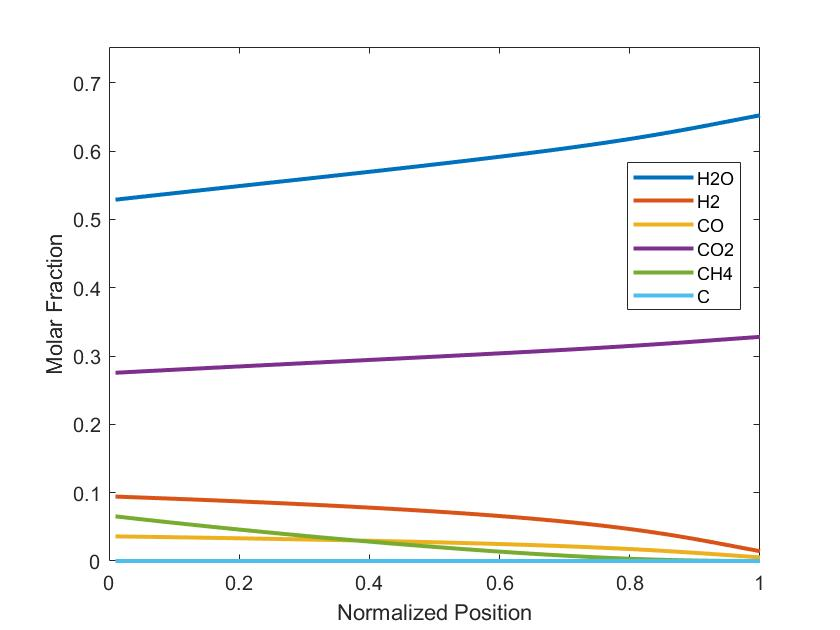 0.7
0.6
0.5
0.4
0.3
0.2
0.1
0
Molar Fraction
H2O
H2
CO
CO2
CH4
C
0 0.2 0.4 0.6 0.8 1
Normalized Position